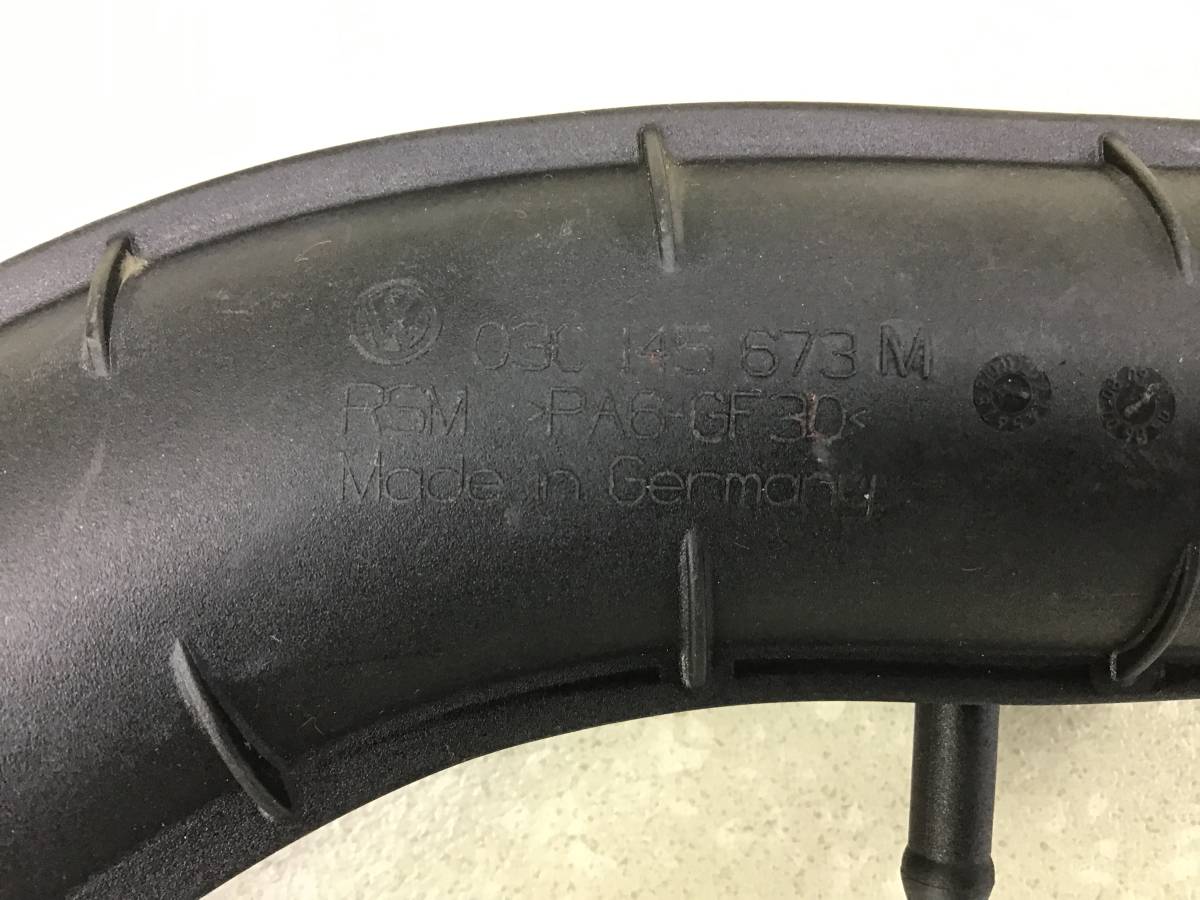 03C 145 673 M
RSM >PA6-GF30<
Made in Germany